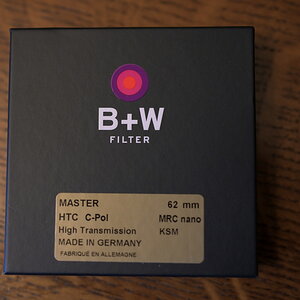 B+W
FILTER
MASTER 62 mm
HTC C-Pol MRC nano
High Transmission KSM
MADE IN GERMANY
FABRIQUÉ EN ALLEMAGNE